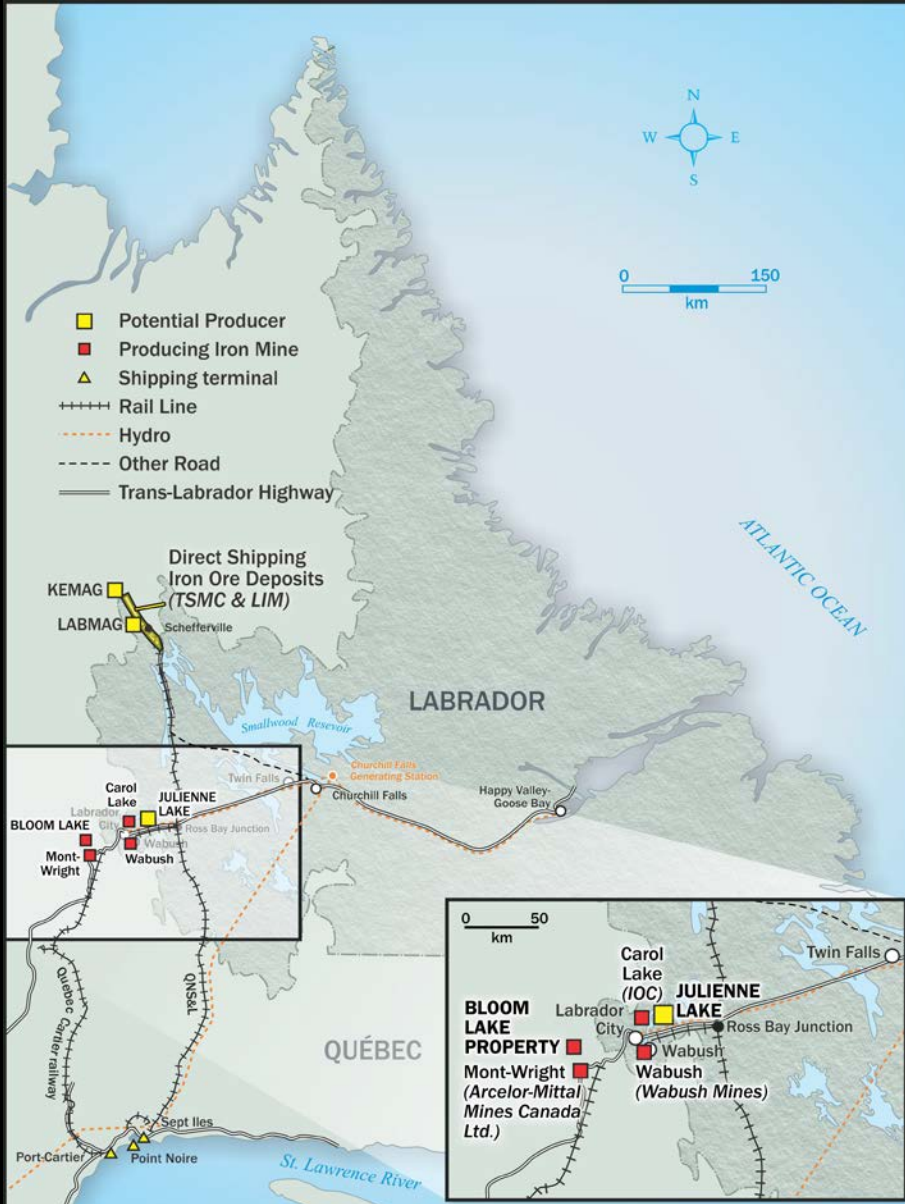 N
W E
S
0 150
km
Potential Producer
Producing Iron Mine
Shipping terminal
Rail Line
Hydro
Other Road
Trans-Labrador Highway
ATLANTIC OCEAN
Direct Shipping
Iron Ore Deposits
(TSMC & LIM)
KEMAG
LABMAG
Schefferville
LABRADOR
Smallwood Resevoir
Churchill Falls
Generating Station
Twin Falls
Churchill Falls
Happy Valley-
Goose Bay
Carol
Lake
JULIENNE
LAKE
Labrador
City
BLOOM LAKE
Ross Bay Junction
Wabush
Mont-
Wright
Wabush
Quebec Cartier railway
QNS&L
QUÉBEC
Sept Iles
Port-Cartier
Point Noire
St. Lawrence River
0 50
km
Twin Falls
Carol
Lake
(IOC)
JULIENNE
LAKE
Labrador
City
BLOOM
LAKE
PROPERTY
Ross Bay Junction
Wabush
Mont-Wright
(Arcelor-Mittal
Mines Canada
Ltd.)
Wabush
(Wabush Mines)